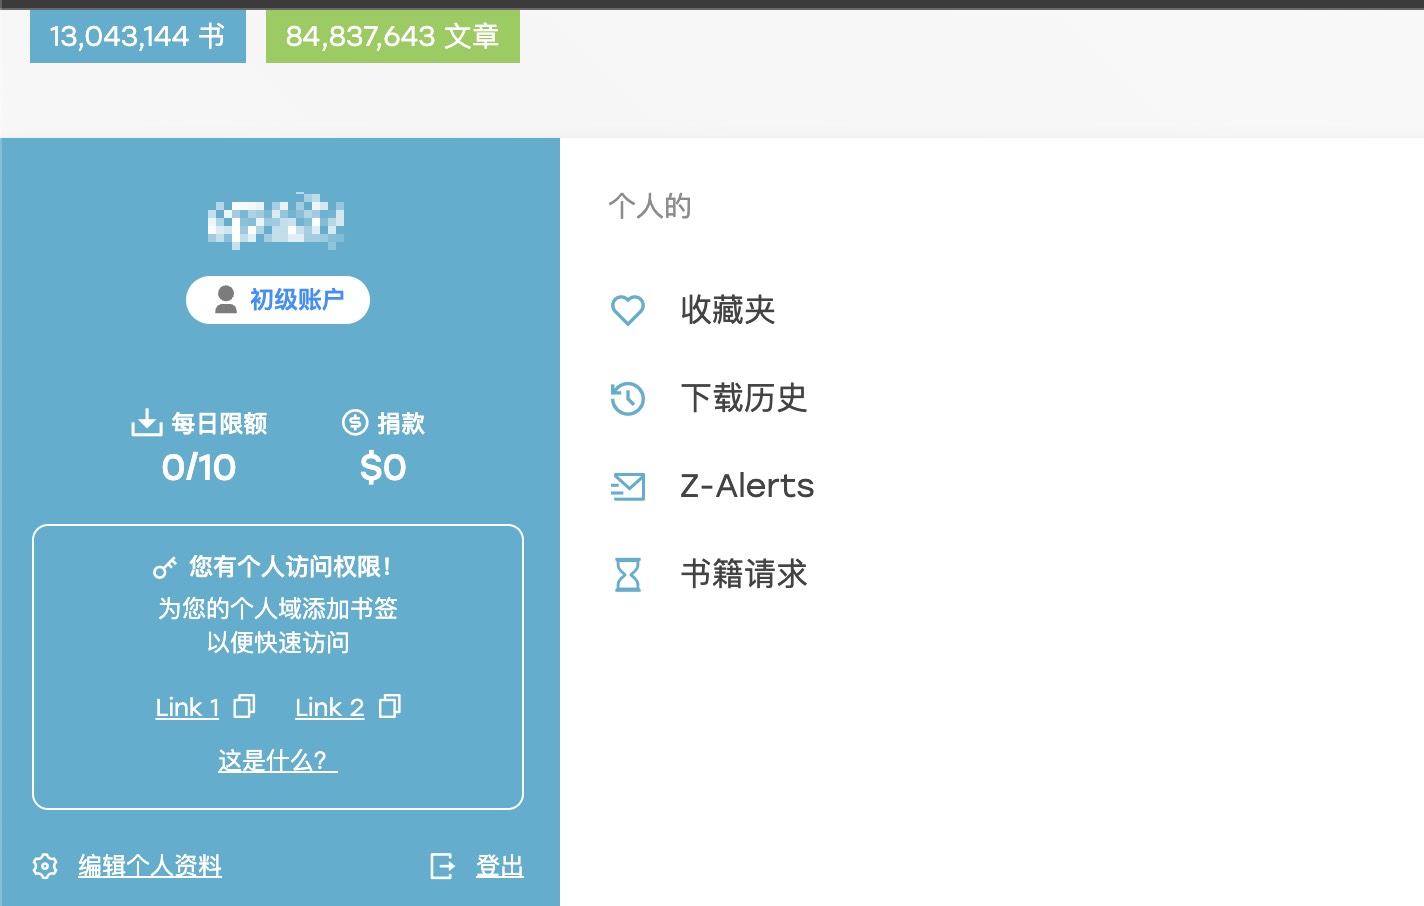 13,043,144 书
84,837,643 文章
初级账户
每日限额
0/10
捐款
$0
您有个人访问权限！
为您的个人域添加书签
以便快速访问
Link 1
Link 2
这是什么？
编辑个人资料
登出
个人的
收藏夹
下载历史
Z-Alerts
书籍请求